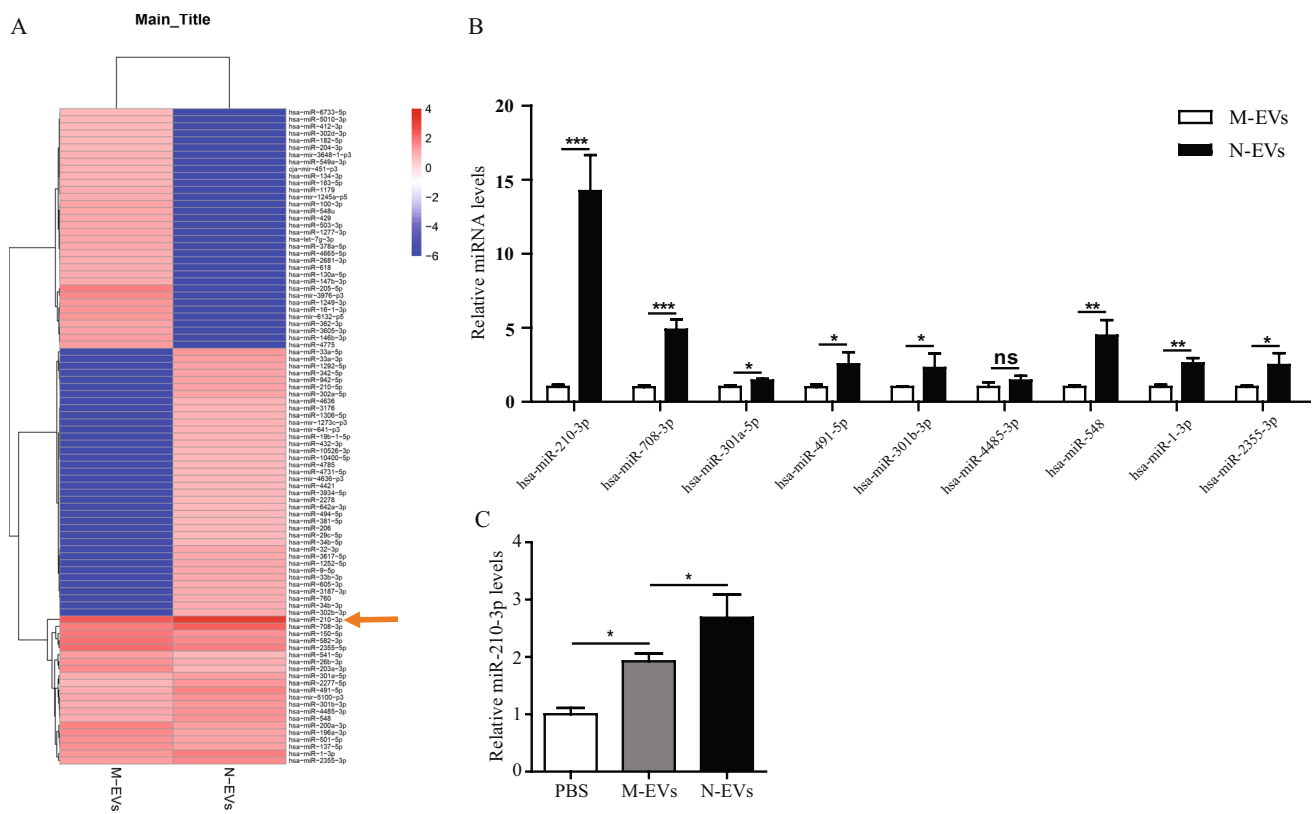 A
Main_Title
4
2
0
−2
−4
−6
hsa−miR−6733−5p
hsa−miR−5010−3p
hsa−miR−412−3p
hsa−miR−302d−3p
hsa−miR−182−5p
hsa−miR−204−3p
hsa−mir−3648−1−p3
hsa−miR−549a−3p
cja−mir−451−p3
hsa−miR−134−3p
hsa−miR−183−5p
hsa−miR−1179
hsa−mir−1245a−p5
hsa−miR−100−3p
hsa−miR−548u
hsa−miR−429
hsa−miR−503−3p
hsa−miR−1277−3p
hsa−let−7g−3p
hsa−miR−378a−5p
hsa−miR−4665−5p
hsa−miR−2681−3p
hsa−miR−618
hsa−miR−130a−5p
hsa−miR−147b−3p
hsa−miR−205−5p
hsa−mir−3976−p3
hsa−miR−1249−3p
hsa−miR−16−1−3p
hsa−mir−6132−p5
hsa−miR−362−3p
hsa−miR−3605−3p
hsa−miR−146b−3p
hsa−miR−4775
hsa−miR−33a−5p
hsa−miR−33a−3p
hsa−miR−1292−5p
hsa−miR−342−5p
hsa−miR−942−5p
hsa−miR−210−5p
hsa−miR−302a−5p
hsa−miR−4636
hsa−miR−3176
hsa−miR−1306−5p
hsa−mir−1273c−p3
hsa−mir−641−p3
hsa−miR−19b−1−5p
hsa−miR−432−3p
hsa−miR−10526−3p
hsa−miR−10400−5p
hsa−miR−4785
hsa−miR−4731−5p
hsa−mir−4636−p3
hsa−miR−4421
hsa−miR−3934−5p
hsa−miR−2278
hsa−miR−642a−3p
hsa−miR−494−5p
hsa−miR−381−5p
hsa−miR−206
hsa−miR−29c−5p
hsa−miR−34b−5p
hsa−miR−32−3p
hsa−miR−3617−5p
hsa−miR−1252−5p
hsa−miR−9−5p
hsa−miR−33b−3p
hsa−miR−605−3p
hsa−miR−3187−3p
hsa−miR−760
hsa−miR−34b−3p
hsa−miR−302b−3p
hsa−miR−210−3p
hsa−miR−708−3p
hsa−miR−150−5p
hsa−miR−582−3p
hsa−miR−2355−5p
hsa−miR−541−5p
hsa−miR−26b−3p
hsa−miR−203a−3p
hsa−miR−301a−5p
hsa−miR−2277−5p
hsa−miR−491−5p
hsa−mir−5100−p3
hsa−miR−301b−3p
hsa−miR−4485−3p
hsa−miR−548
hsa−miR−200a−3p
hsa−miR−196a−3p
hsa−miR−501−5p
hsa−miR−137−5p
hsa−miR−1−3p
hsa−miR−2355−3p
M−EVs
N−EVs
B
Relative miRNA levels
20
15
10
5
0
M-EVs
N-EVs
***
***
*
*
*
ns
**
**
*
hsa-miR-210-3p
hsa-miR-708-3p
hsa-miR-301a-5p
hsa-miR-491-5p
hsa-miR-301b-3p
hsa-miR-4485-3p
hsa-miR-548
hsa-miR-1-3p
hsa-miR-2355-3p
C
Relative miR-210-3p levels
4
3
2
1
0
*
*
PBS
M-EVs
N-EVs